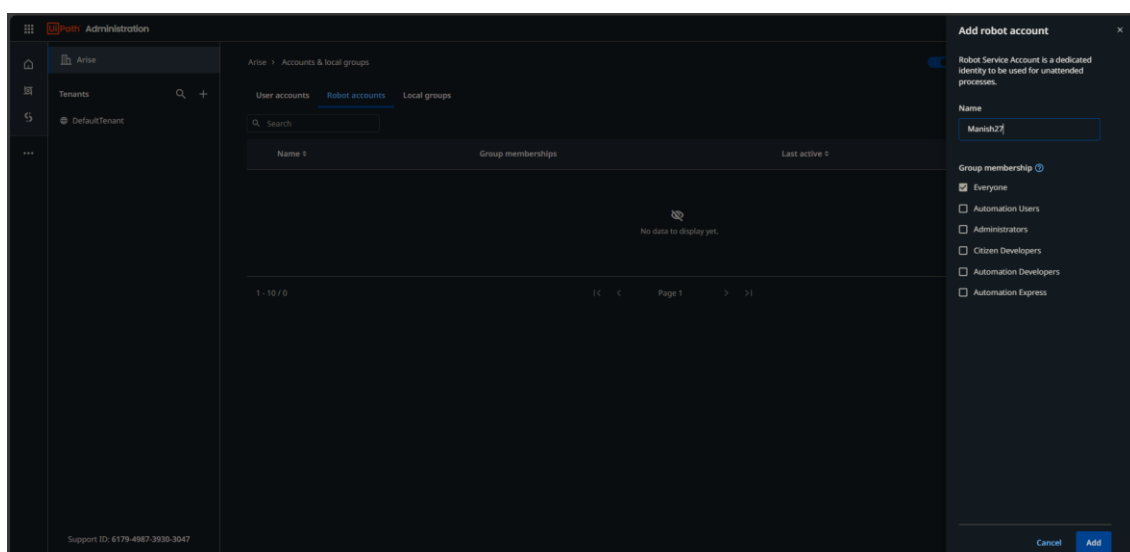 UiPath Administration
Arise
Tenants
DefaultTenant
Support ID: 6179-4987-3930-3047
Arise > Accounts & local groups
User accounts Robot accounts Local groups
Search
Name Group memberships Last active
No data to display yet.
1 - 10 / 0 Page 1
Add robot account
Robot Service Account is a dedicated
identity to be used for unattended
processes.
Name
Manish27
Group membership
Everyone
Automation Users
Administrators
Citizen Developers
Automation Developers
Automation Express
Cancel Add